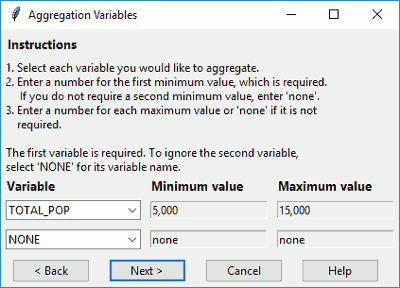 Aggregation Variables
Instructions
1. Select each variable you would like to aggregate.
2. Enter a number for the first minimum value, which is required.
If you do not require a second minimum value, enter 'none'.
3. Enter a number for each maximum value or 'none' if it is not
required.
The first variable is required. To ignore the second variable,
select 'NONE' for its variable name.
Variable Minimum value Maximum value
TOTAL_POP 5,000 15,000
NONE none none
< Back Next > Cancel Help